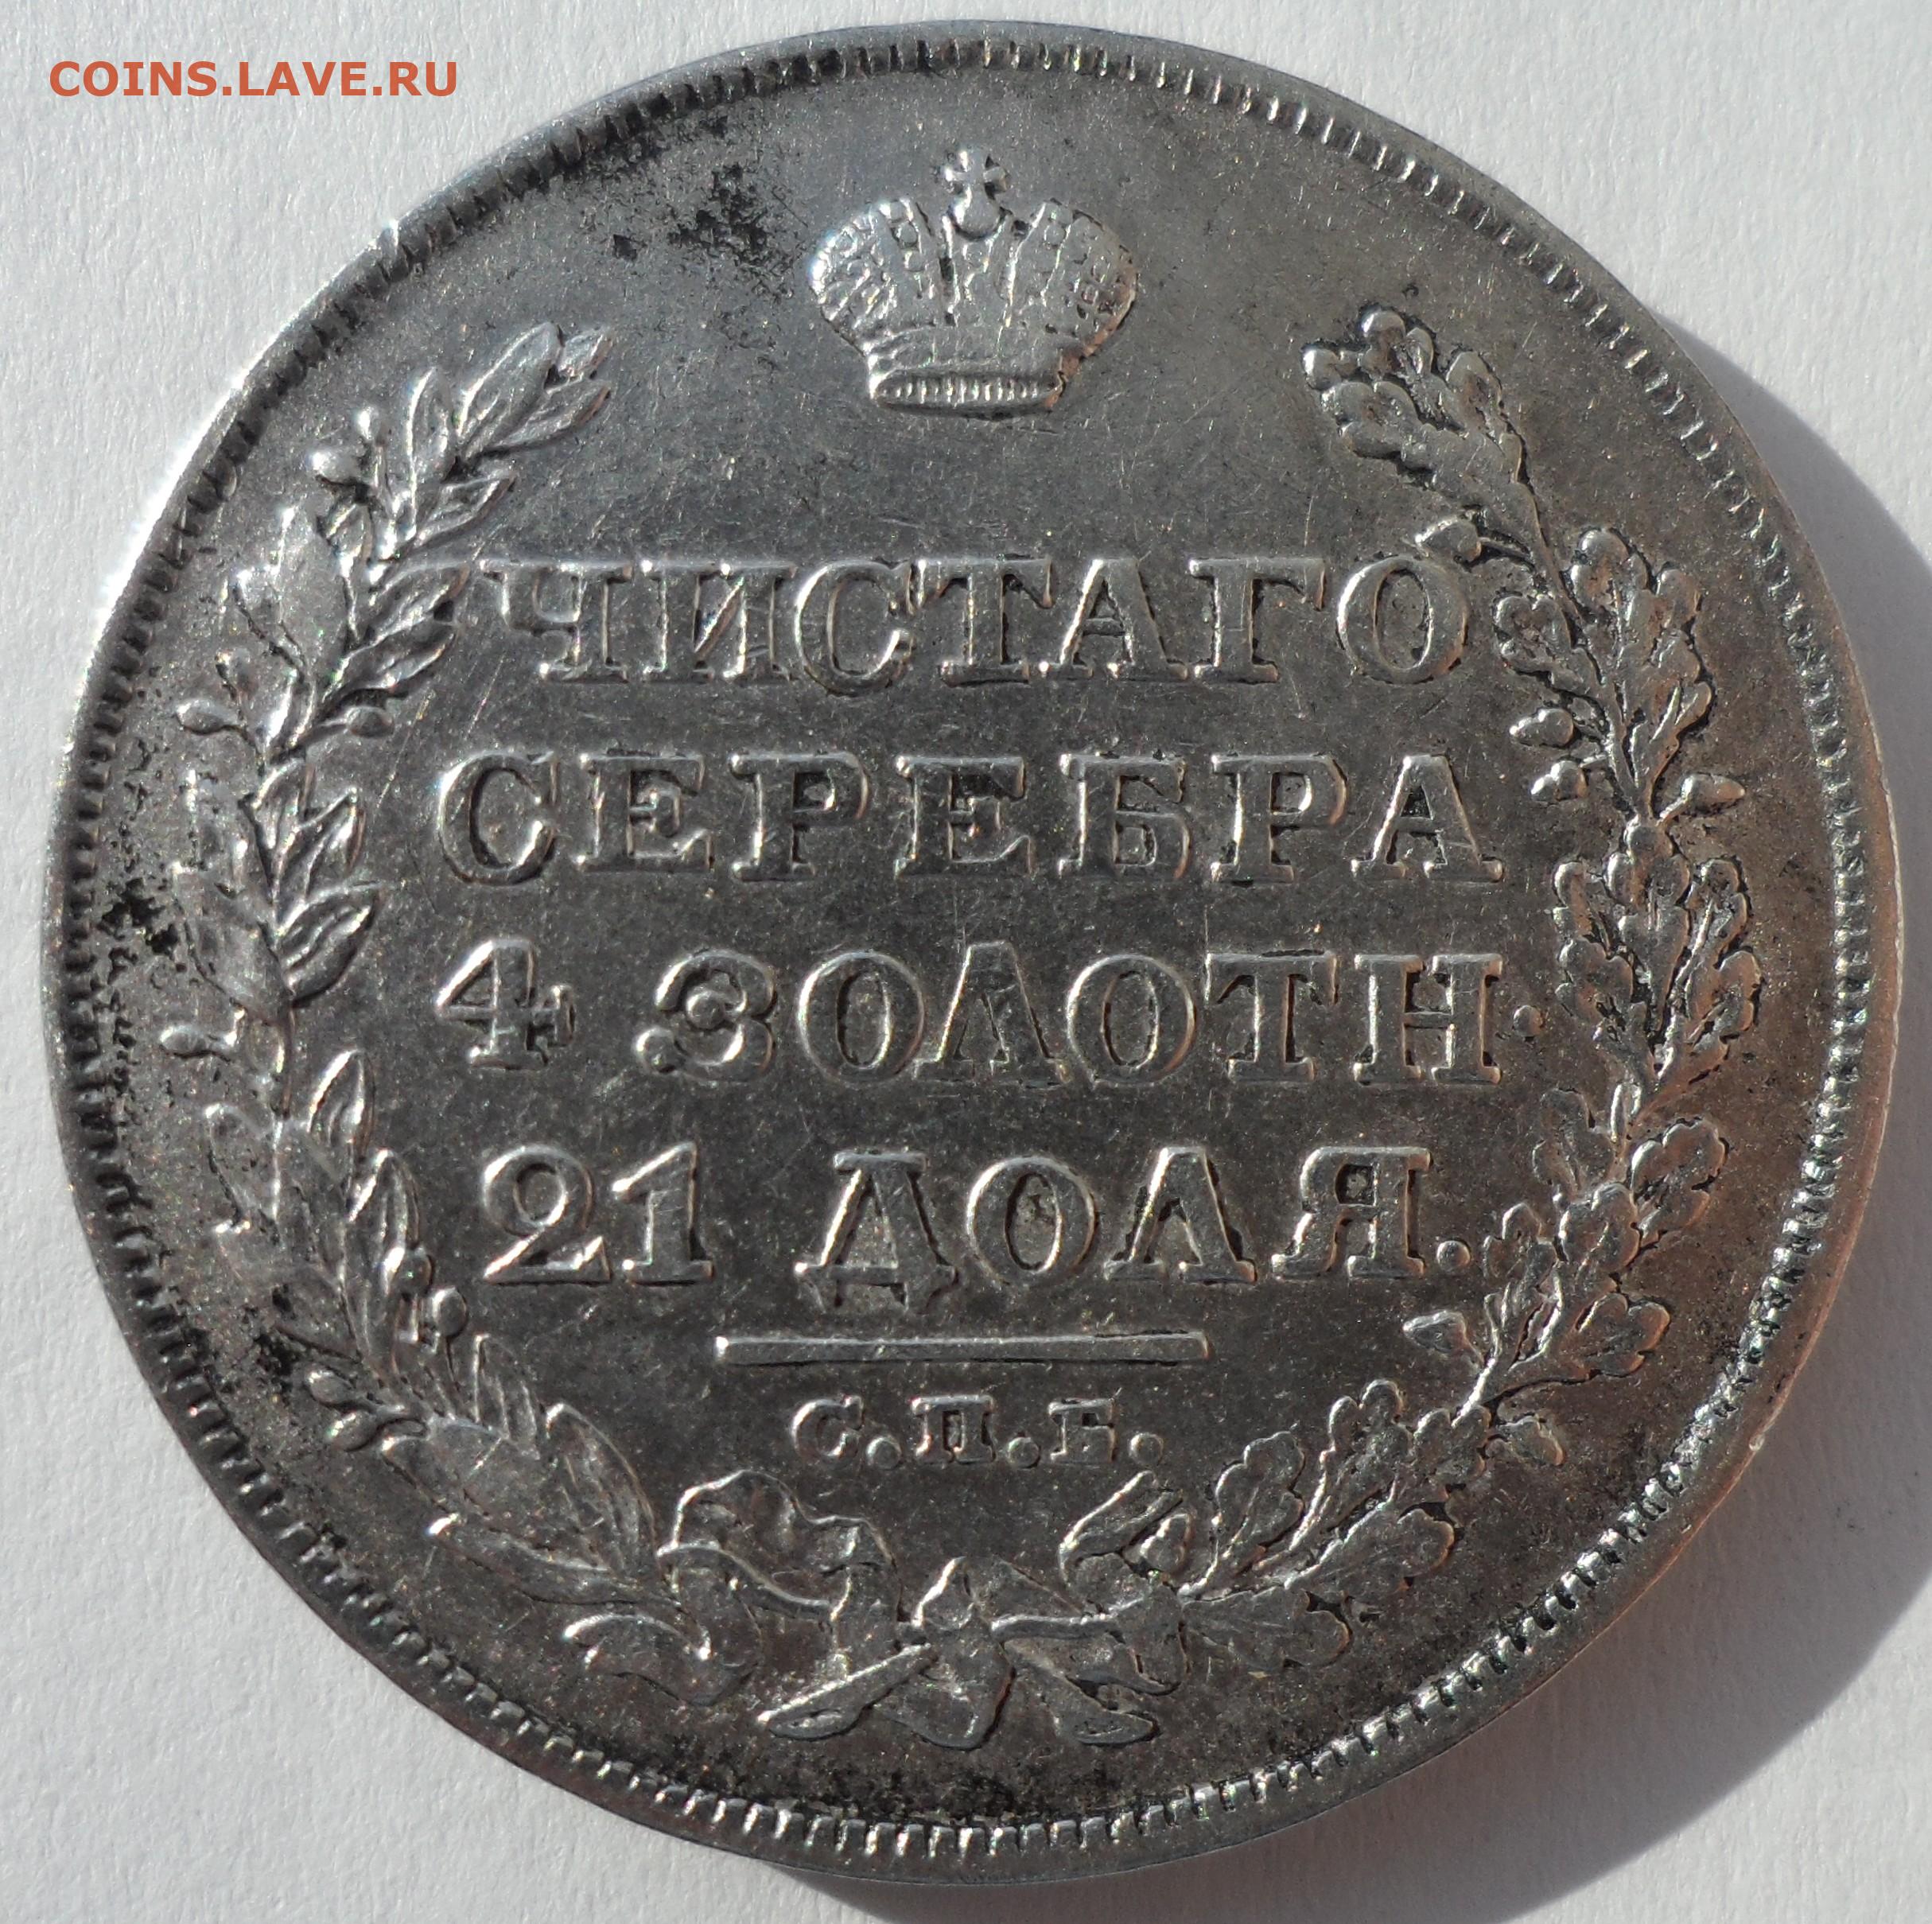 COINS.LAVE.RU
ЧИСТАГО
СЕРЕБРА
4 ЗОЛОТН.
21 ДОЛЯ.
С.П.Б.